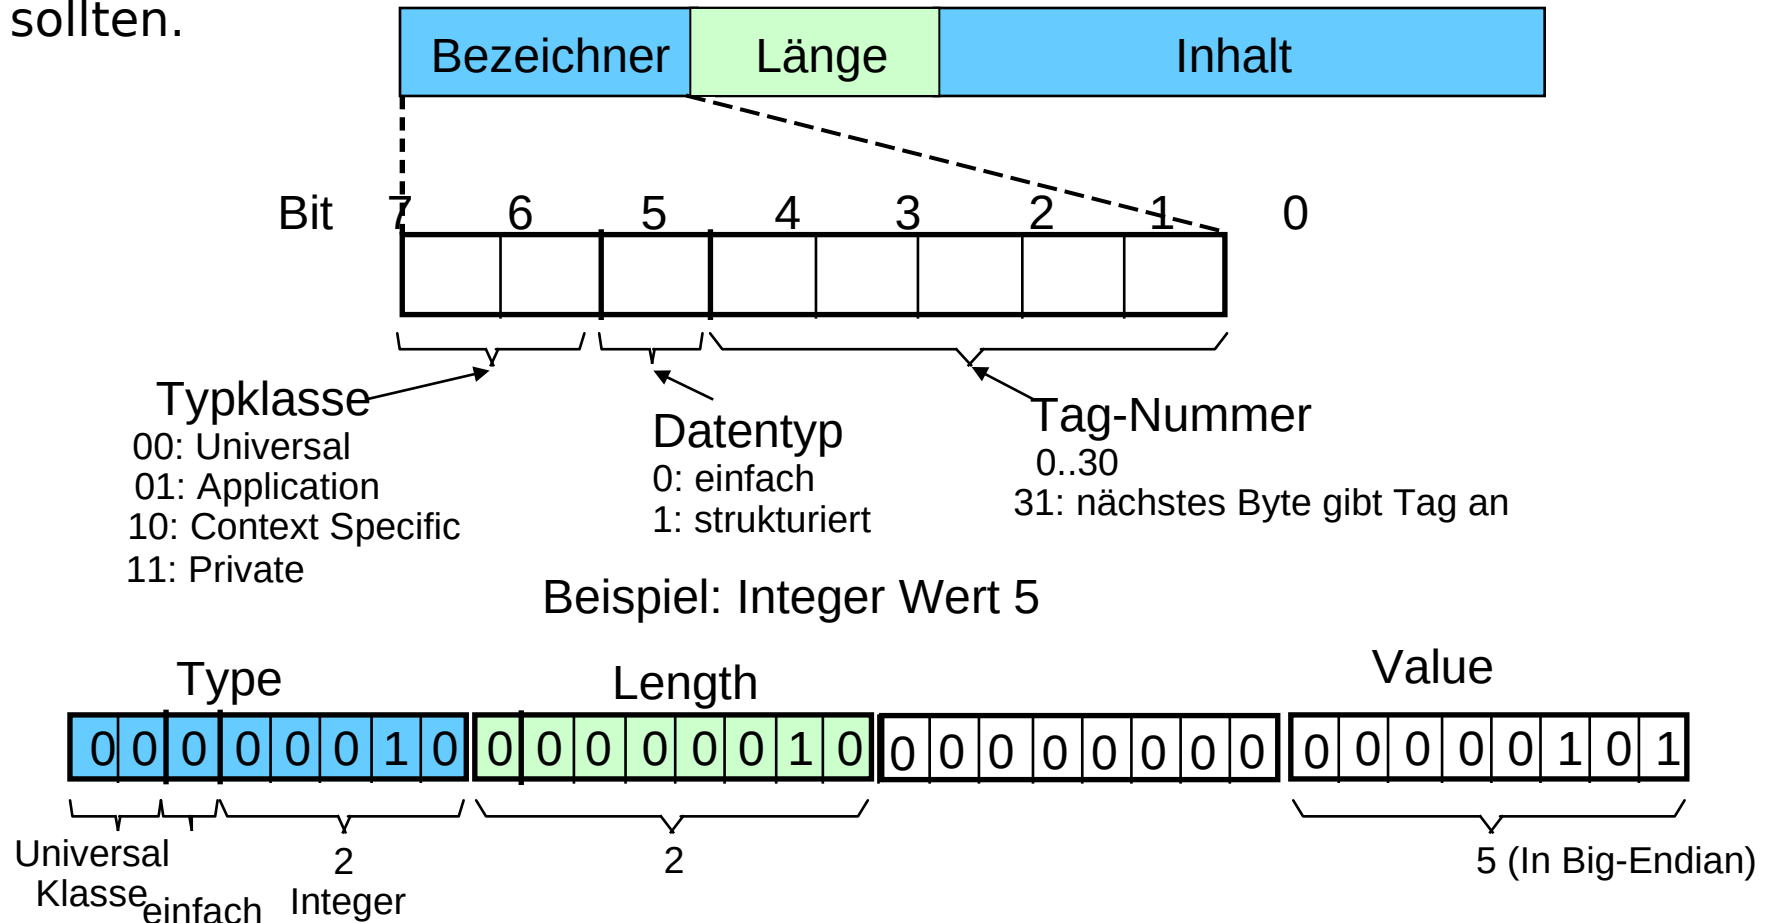 sollten.
Bezeichner Länge Inhalt
Bit 7 6 5 4 3 2 1 0
Typklasse
00: Universal
01: Application
10: Context Specific
11: Private
Datentyp
0: einfach
1: strukturiert
Tag-Nummer
0..30
31: nächstes Byte gibt Tag an
Beispiel: Integer Wert 5
Type Length Value
0 0 0 0 0 0 1 0 0 0 0 0 0 0 1 0 0 0 0 0 0 0 0 0 0 0 0 0 0 1 0 1
Universal
Klasse
einfach
2
Integer
2
5 (In Big-Endian)